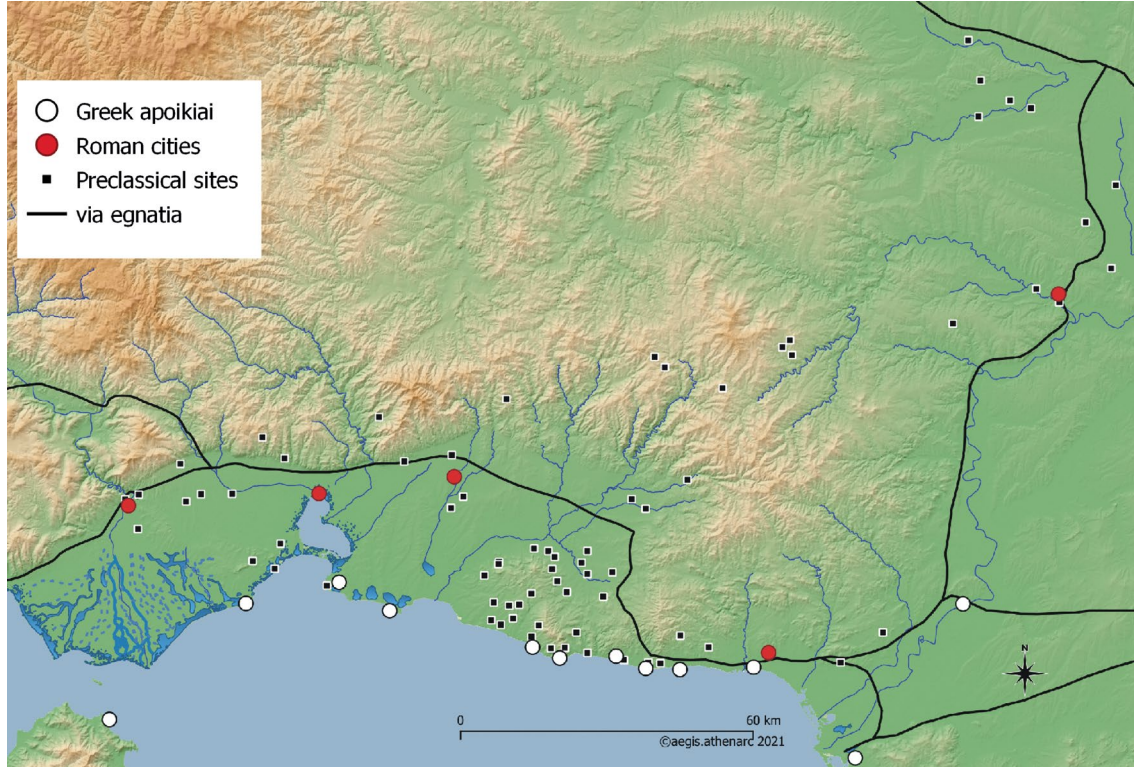 Greek apoikiai
Roman cities
Preclassical sites
via egnatia
N
0 60 km
©aegis.athenarc 2021